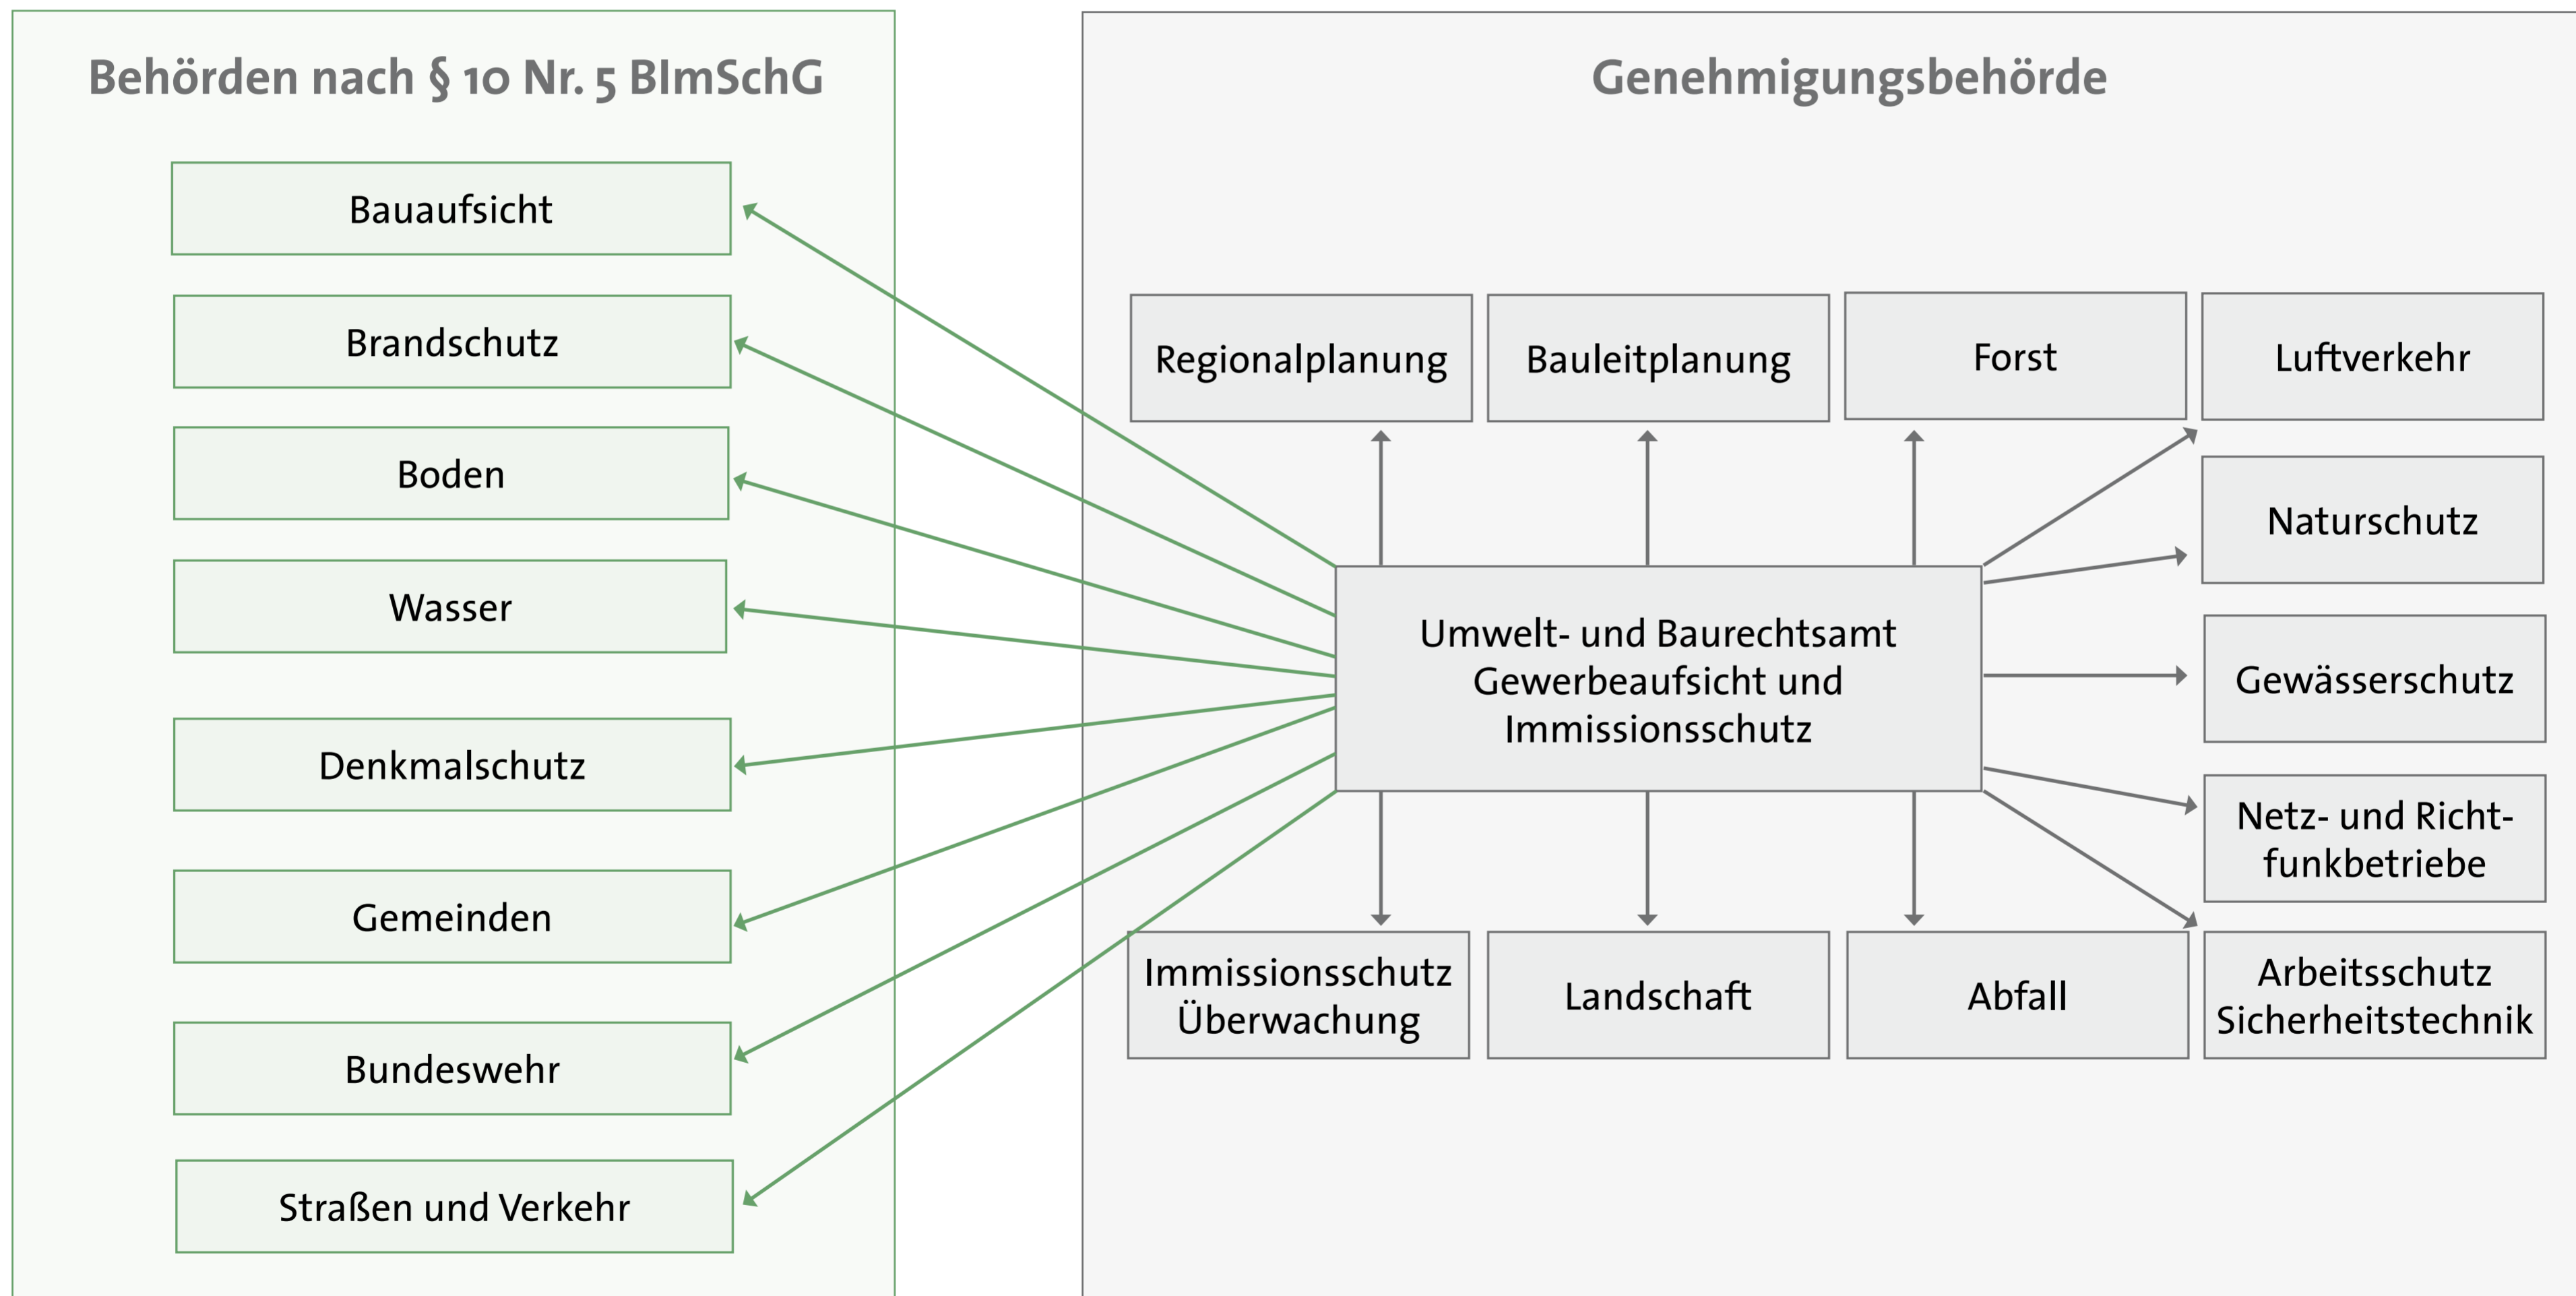 Behörden nach § 10 Nr. 5 BImSchG
Bauaufsicht
Brandschutz
Boden
Wasser
Denkmalschutz
Gemeinden
Bundeswehr
Straßen und Verkehr
Genehmigungsbehörde
Regionalplanung
Bauleitplanung
Forst
Luftverkehr
Naturschutz
Umwelt- und Baurechtsamt
Gewerbeaufsicht und
Immissionsschutz
Gewässerschutz
Netz- und Richt-
funkbetriebe
Immissionsschutz
Überwachung
Landschaft
Abfall
Arbeitsschutz
Sicherheitstechnik